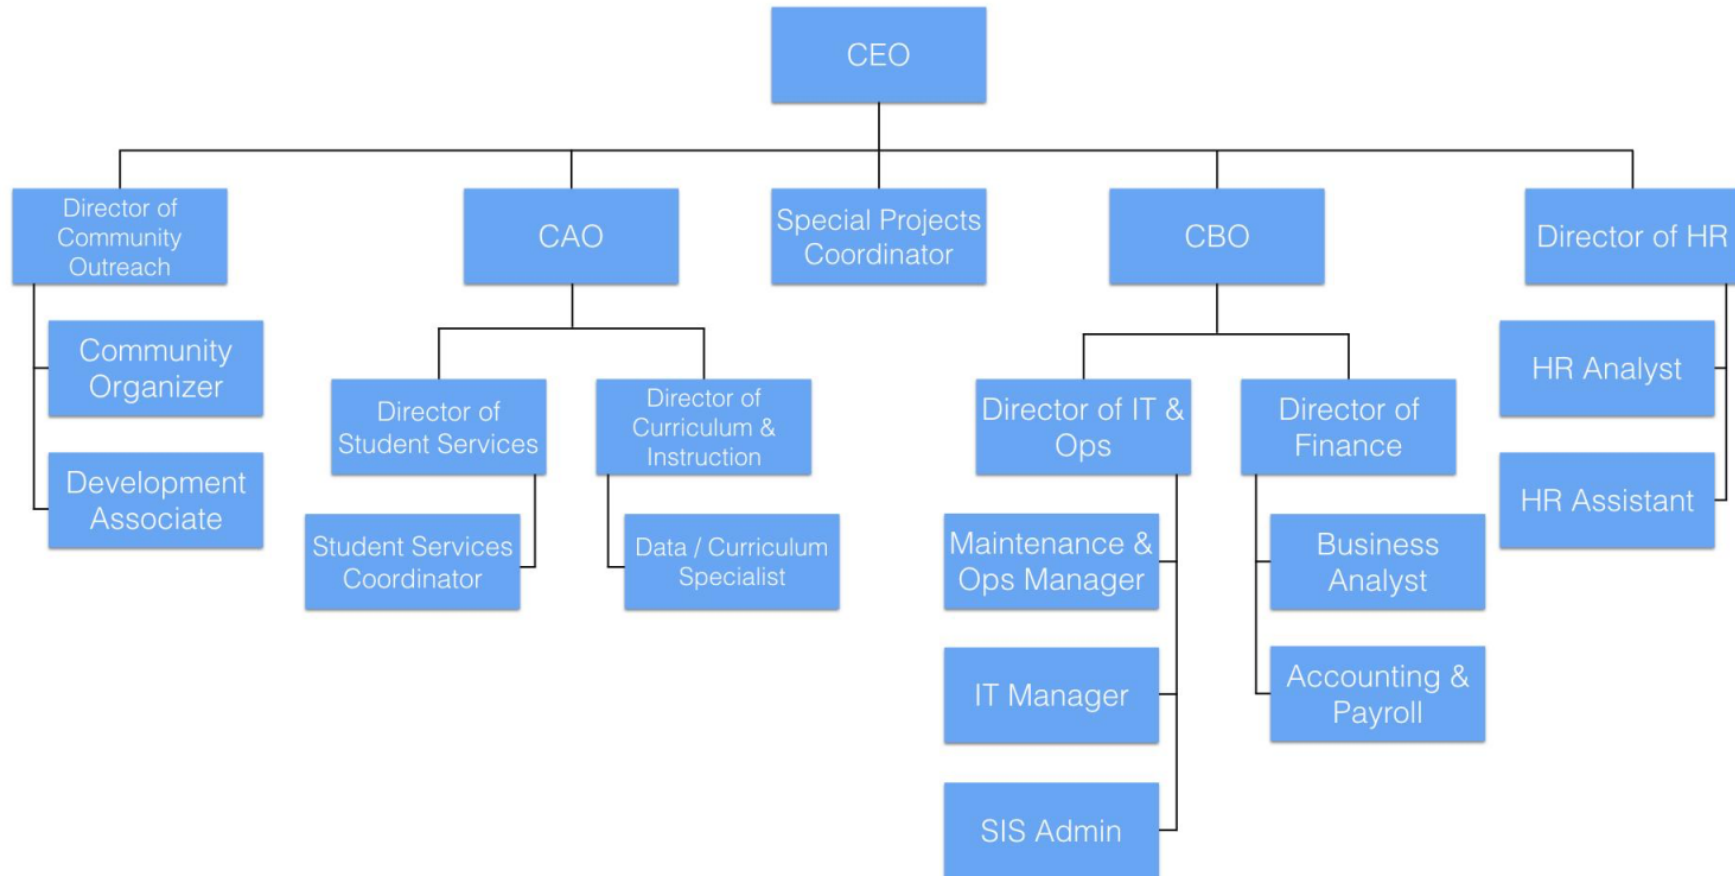 CEO
Director of
Community
Outreach
CAO
Special Projects
Coordinator
CBO
Director of HR
Community
Organizer
Development
Associate
Director of
Student Services
Director of
Curriculum &
Instruction
Student Services
Coordinator
Data / Curriculum
Specialist
Director of IT &
Ops
Director of
Finance
Maintenance &
Ops Manager
IT Manager
SIS Admin
Business
Analyst
Accounting &
Payroll
HR Analyst
HR Assistant